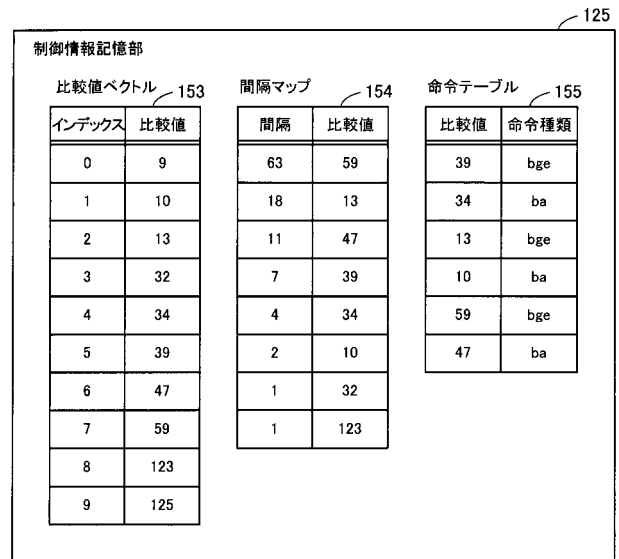 125
制御情報記憶部
比較値ベクトル 153
インデックス 比較値
0 9
1 10
2 13
3 32
4 34
5 39
6 47
7 59
8 123
9 125
間隔マップ 154
間隔 比較値
63 59
18 13
11 47
7 39
4 34
2 10
1 32
1 123
命令テーブル 155
比較値 命令種類
39 bge
34 ba
13 bge
10 ba
59 bge
47 ba